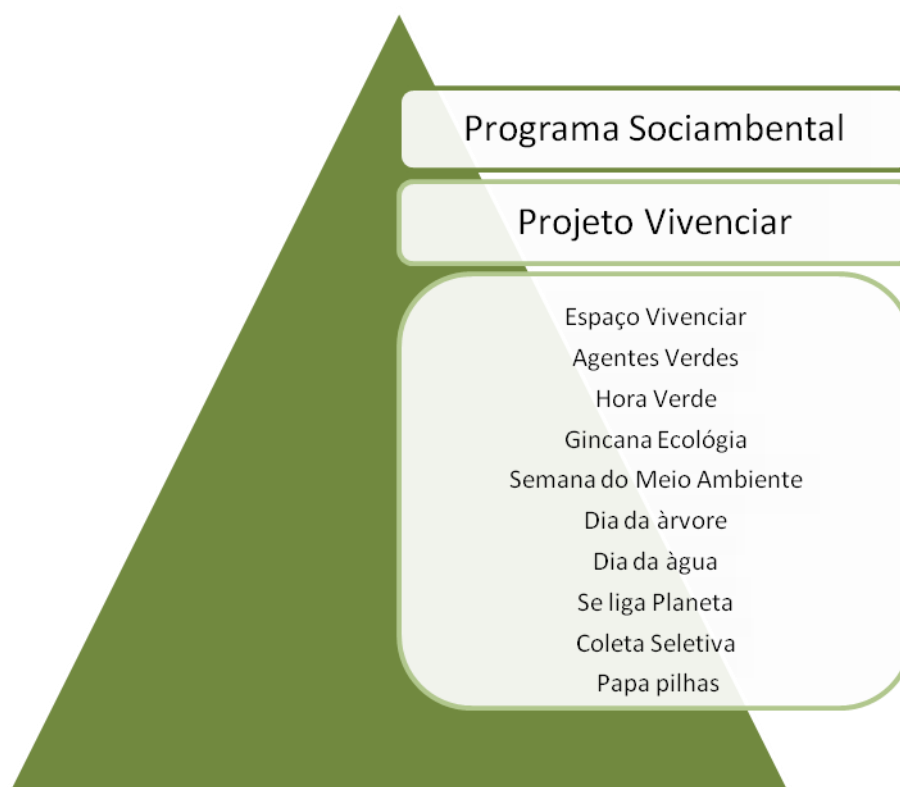 Programa Sociambental
Projeto Vivenciar
Espaço Vivenciar
Agentes Verdes
Hora Verde
Gincana Ecológia
Semana do Meio Ambiente
Dia da àrvore
Dia da àgua
Se liga Planeta
Coleta Seletiva
Papa pilhas